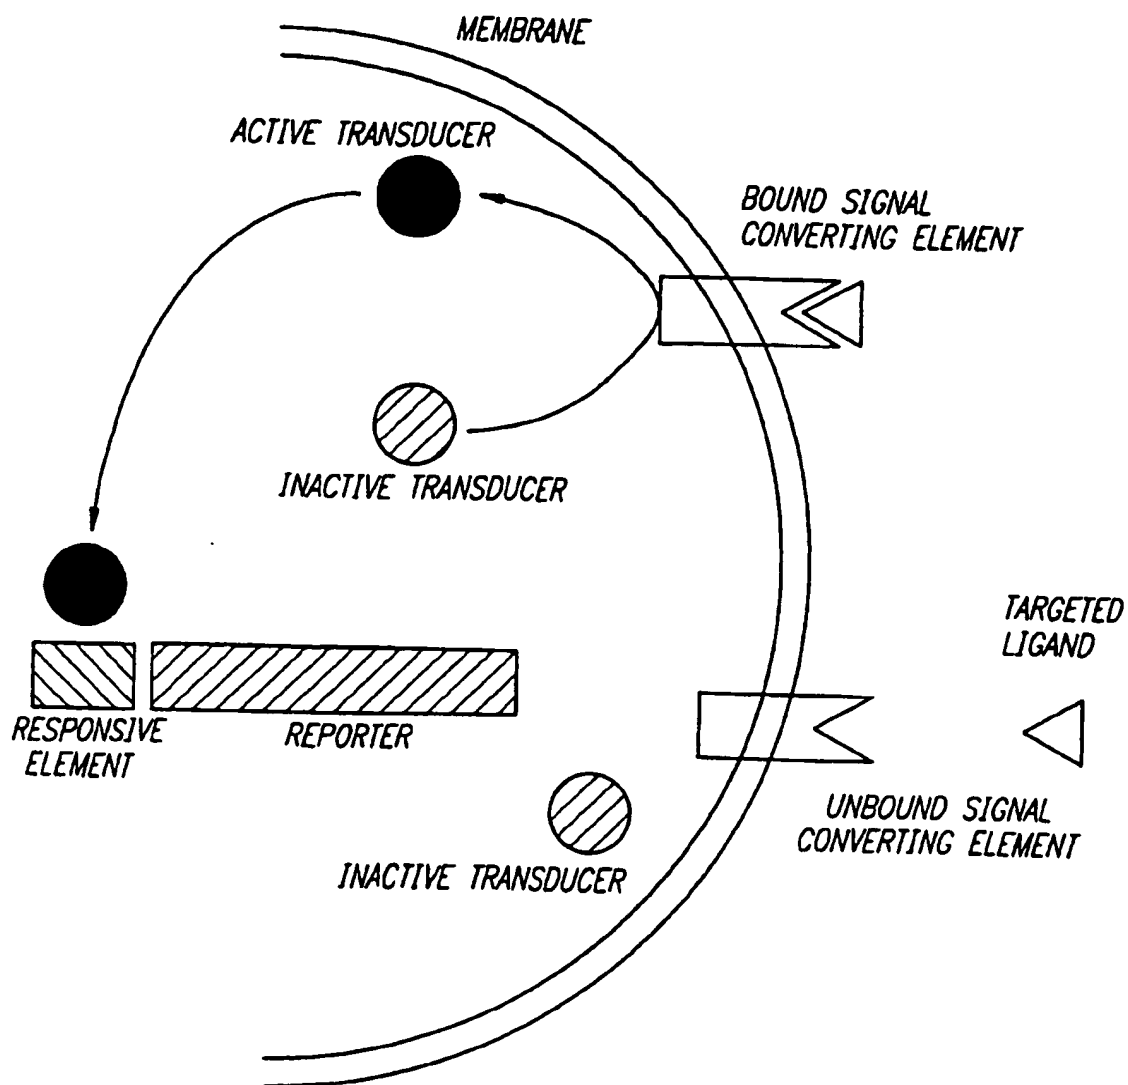 MEMBRANE
ACTIVE TRANSDUCER
BOUND SIGNAL
CONVERTING ELEMENT
INACTIVE TRANSDUCER
TARGETED
LIGAND
RESPONSIVE
ELEMENT
REPORTER
UNBOUND SIGNAL
CONVERTING ELEMENT
INACTIVE TRANSDUCER